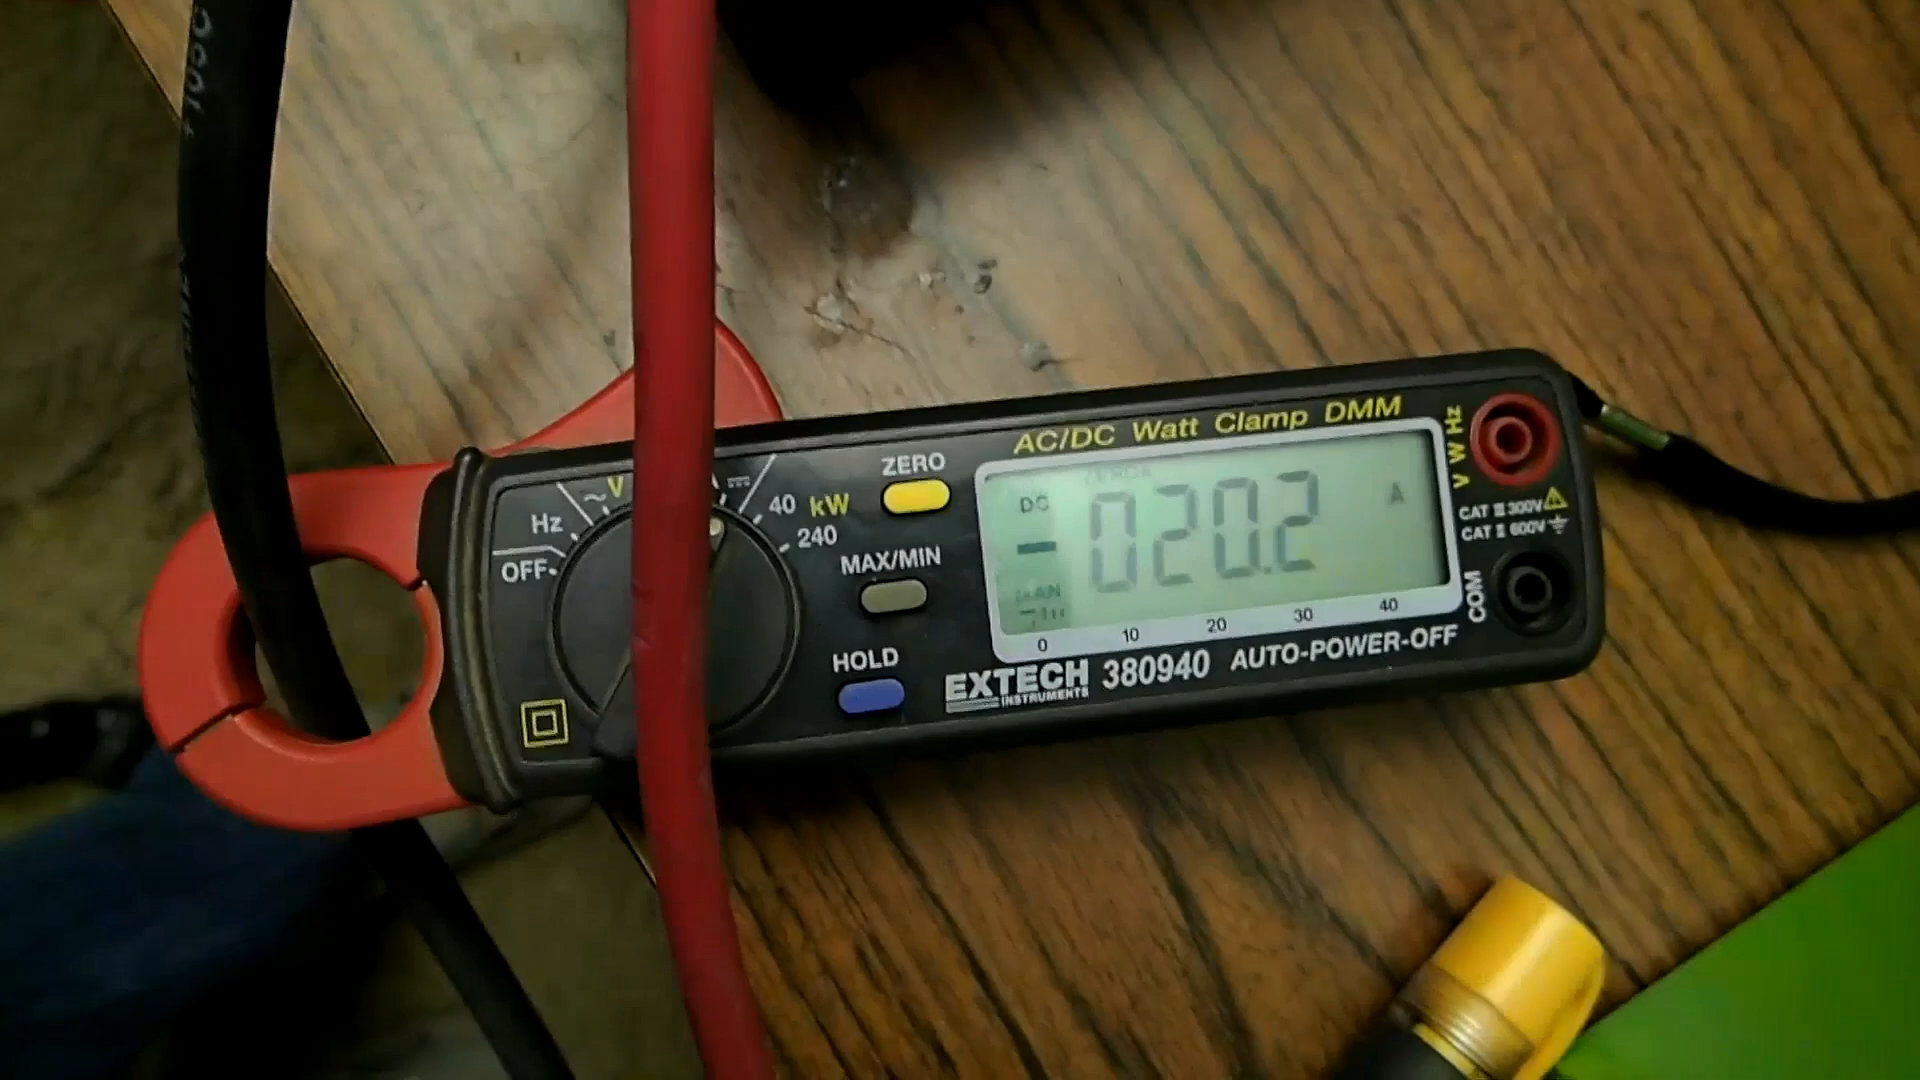 AC/DC Watt Clamp DMM
ZERO
~V
Hz
OFF
40 kW
240
MAX/MIN
HOLD
DC
-020.2 A
0 10 20 30 40
EXTECH 380940 AUTO-POWER-OFF
INSTRUMENTS
V W Hz
CAT III 300V
CAT II 600V
COM